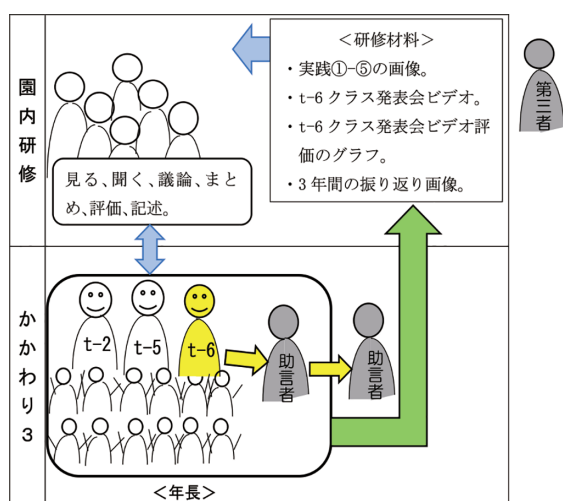 園内研修
＜研修材料＞
・実践①-⑤の画像。
・t-6クラス発表会ビデオ。
・t-6クラス発表会ビデオ評
価のグラフ。
・3年間の振り返り画像。
第三者
見る、聞く、議論、まと
め、評価、記述。
かかわり3
t-2
t-5
t-6
助言者
助言者
＜年長＞